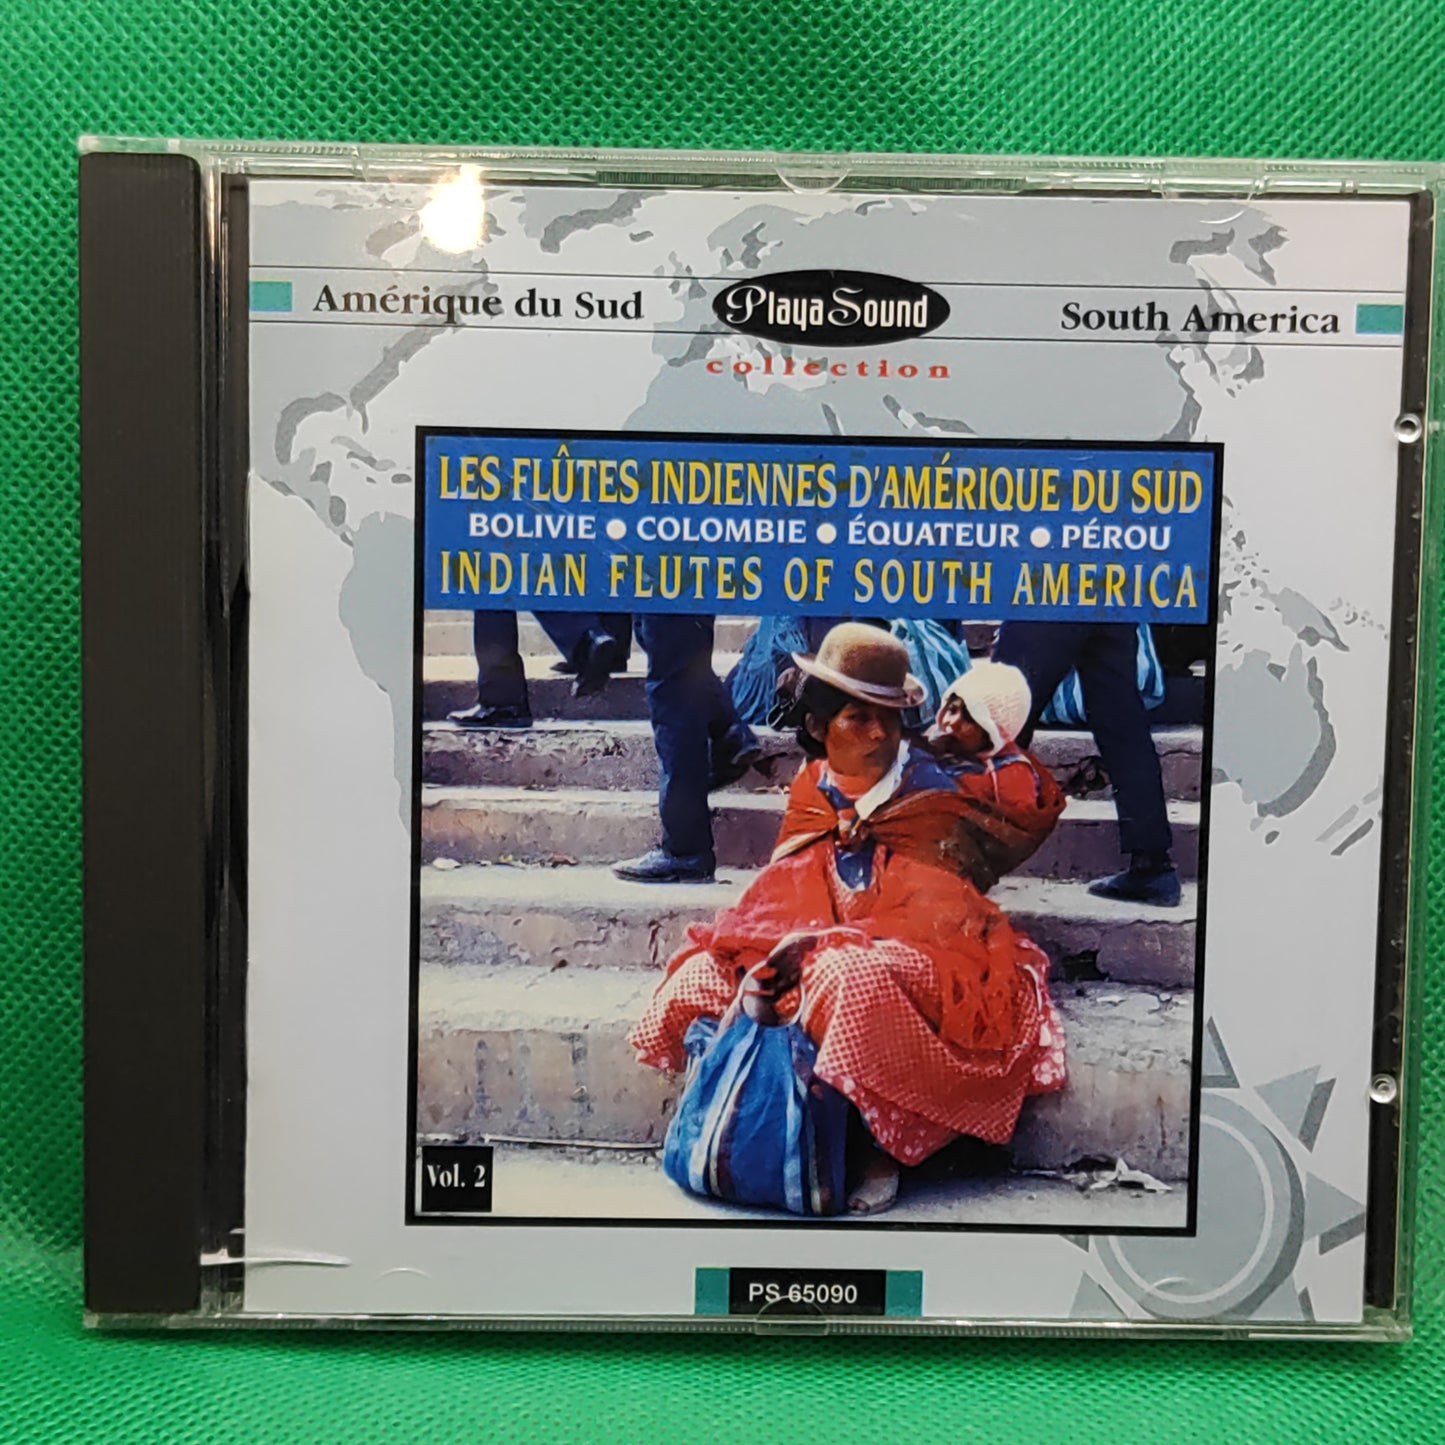 Amérique du Sud
Playa Sound
South America
collection
LES FLÛTES INDIENNES D'AMÉRIQUE DU SUD
BOLIVIE ● COLOMBIE ● ÉQUATEUR ● PÉROU
INDIAN FLUTES OF SOUTH AMERICA
Vol. 2
PS 65090